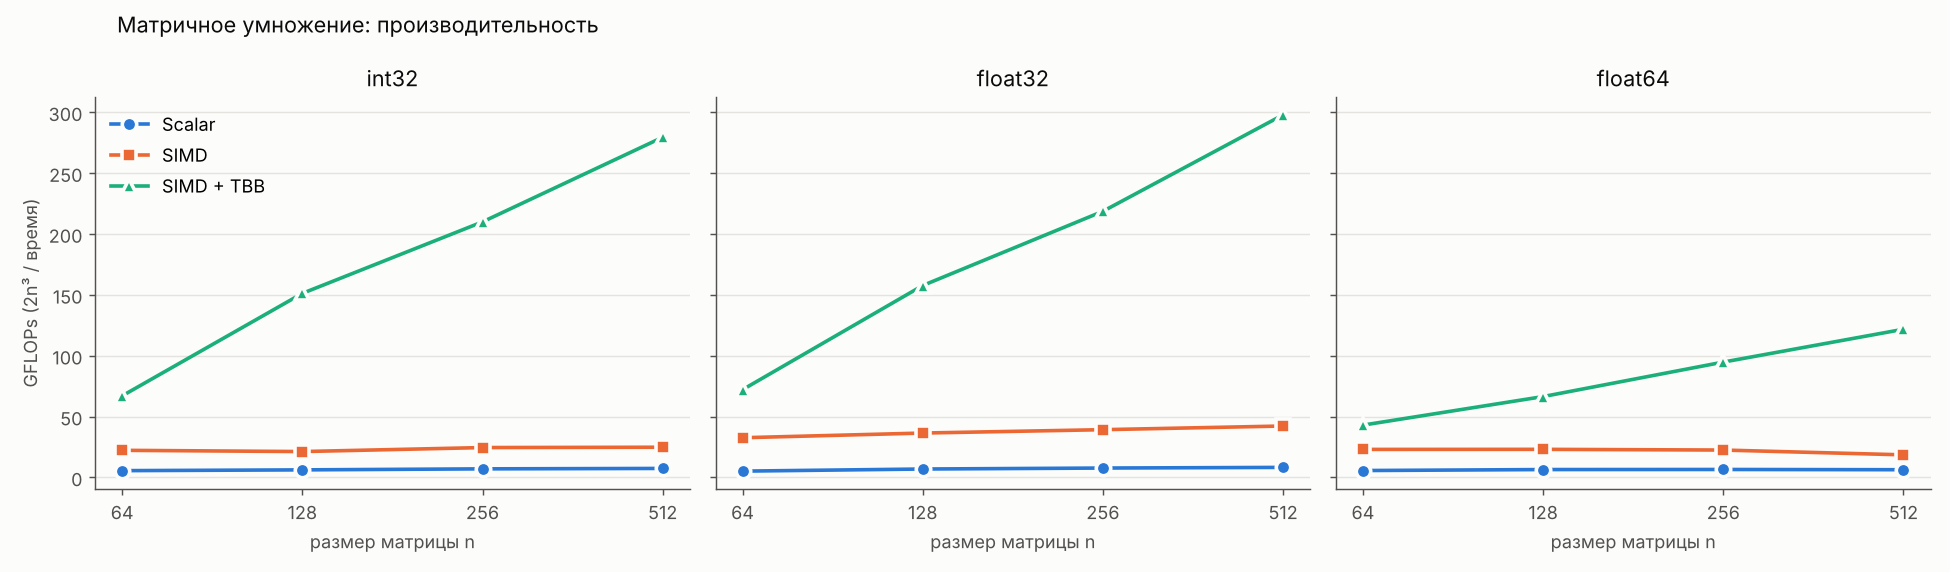 Матричное умножение: производительность
int32
float32
float64
GFLOPs (2n³ / время)
300
250
200
150
100
50
0
Scalar
SIMD
SIMD + TBB
64 128 256 512
64 128 256 512
64 128 256 512
размер матрицы n
размер матрицы n
размер матрицы n